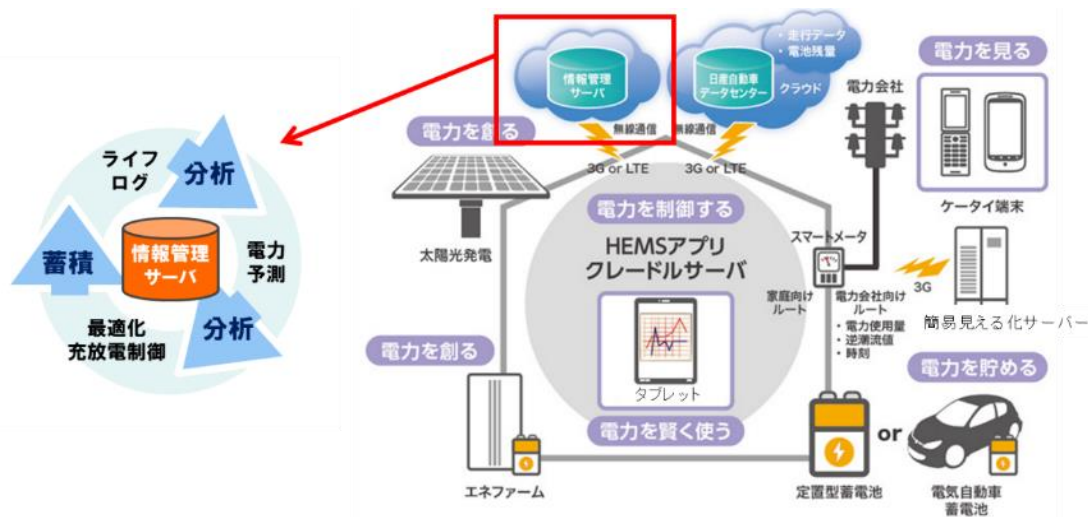 ライフ
ログ
分析
蓄積
情報管理
サーバ
電力
予測
最適化
充放電制御
分析
情報管理
サーバ
日産自動車
データセンター
・走行データ
・電池残量
クラウド
電力を創る
無線通信
無線通信
3G or LTE
3G or LTE
太陽光発電
電力を制御する
HEMSアプリ
クレードルサーバ
タブレット
電力を賢く使う
電力会社
電力を見る
ケータイ端末
スマートメータ
家庭向け
ルート
電力会社向け
ルート
・電力使用量
・逆潮流値
・時刻
3G
簡易見える化サーバー
電力を創る
エネファーム
電力を貯める
定置型蓄電池
or
電気自動車
蓄電池